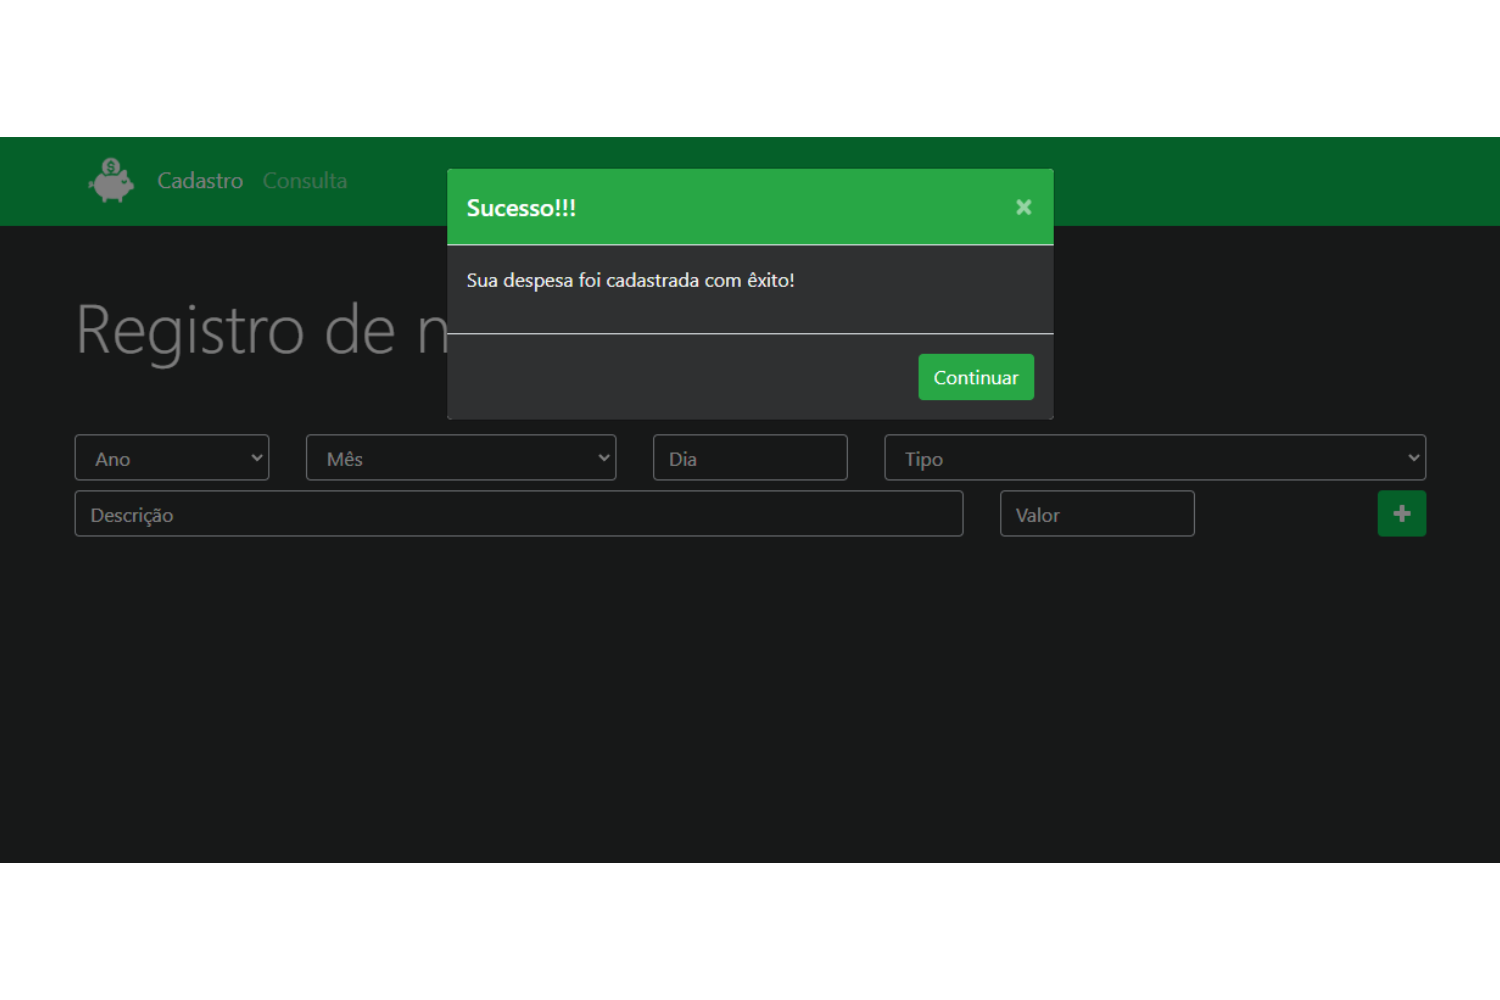 $
Cadastro Consulta
Sucesso!!!
×
Sua despesa foi cadastrada com êxito!
Registro de
Continuar
Ano Mês Dia Tipo
Descrição Valor +